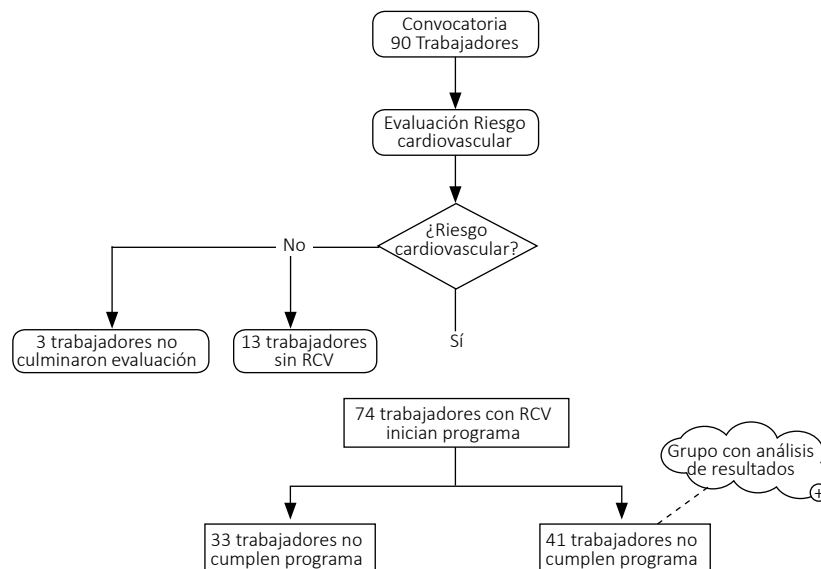 Convocatoria
90 Trabajadores
Evaluación Riesgo
cardiovascular
¿Riesgo
cardiovascular?
No
Sí
3 trabajadores no
culminaron evaluación
13 trabajadores
sin RCV
74 trabajadores con RCV
inician programa
Grupo con análisis
de resultados
+
33 trabajadores no
cumplen programa
41 trabajadores no
cumplen programa